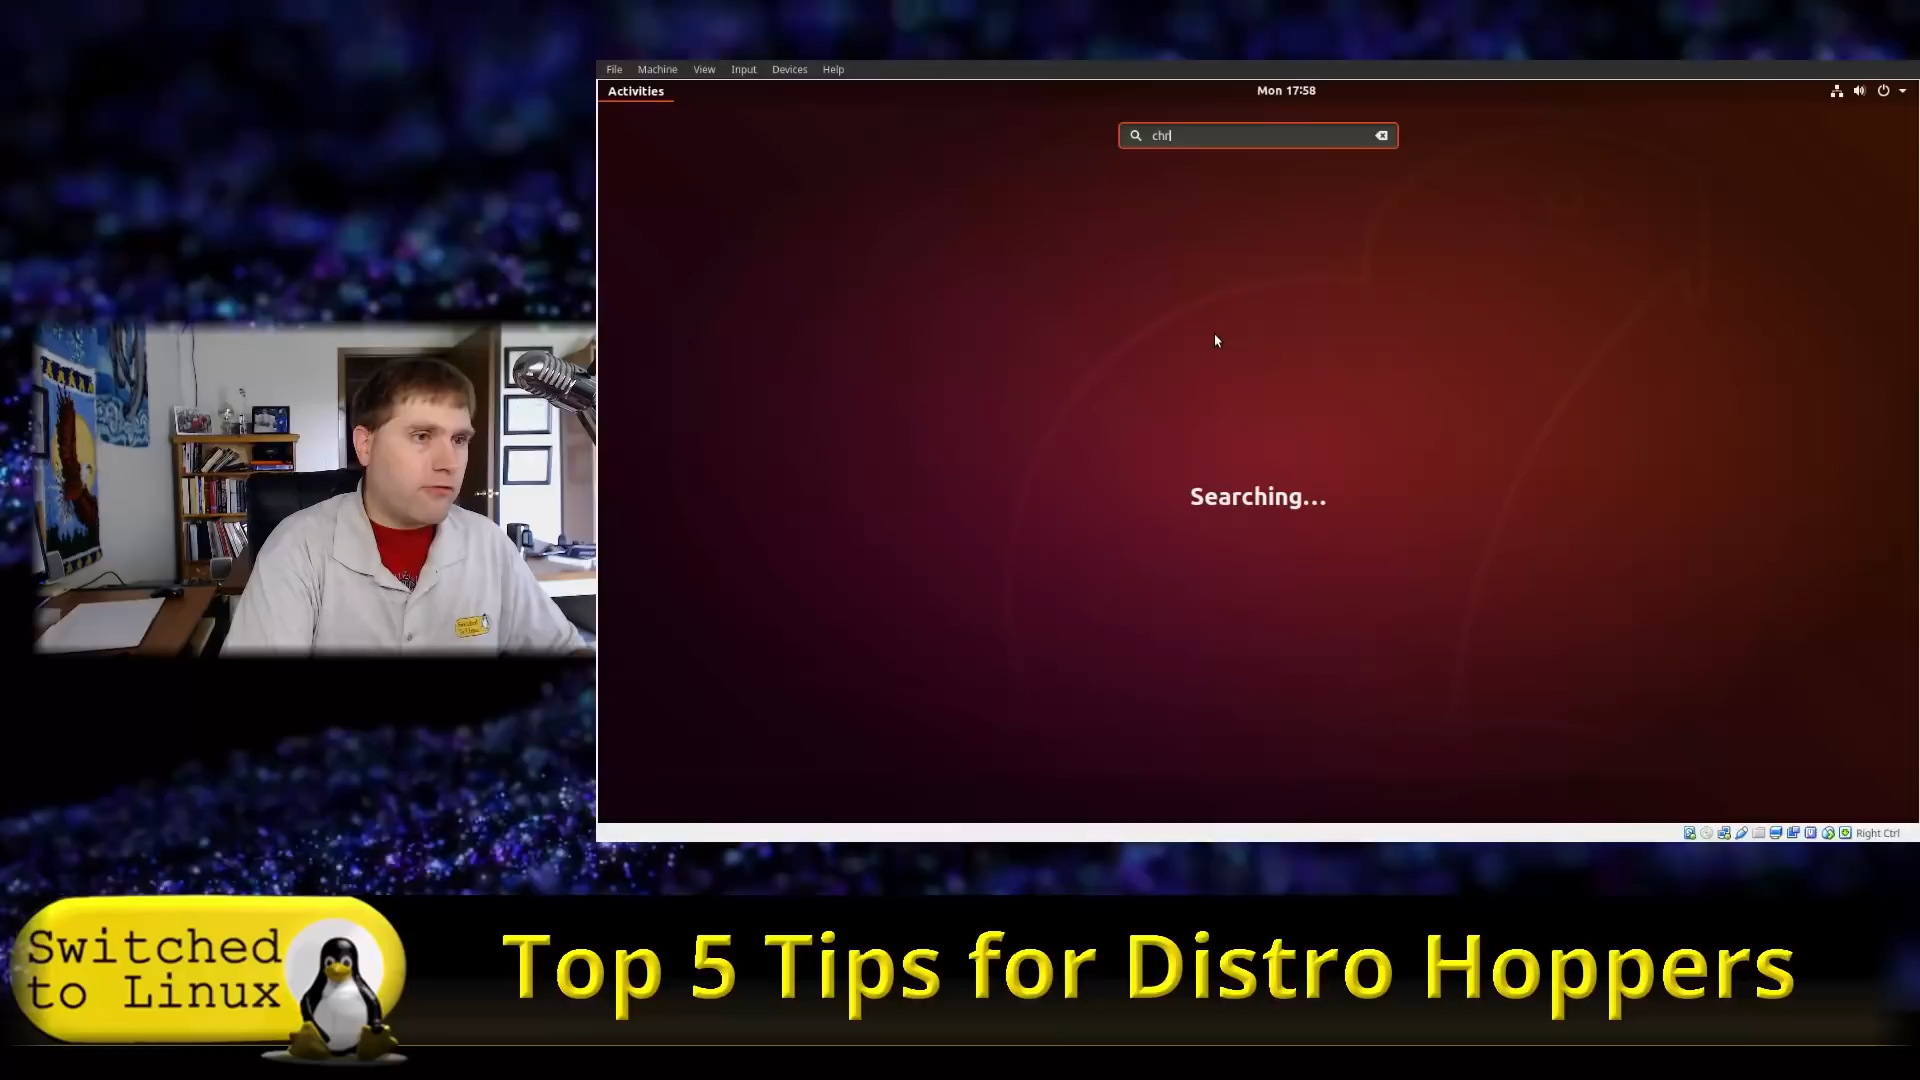 File Machine View Input Devices Help
Activities
Mon 17:58
chr
Searching...
Right Ctrl
Switched
to Linux
Top 5 Tips for Distro Hoppers